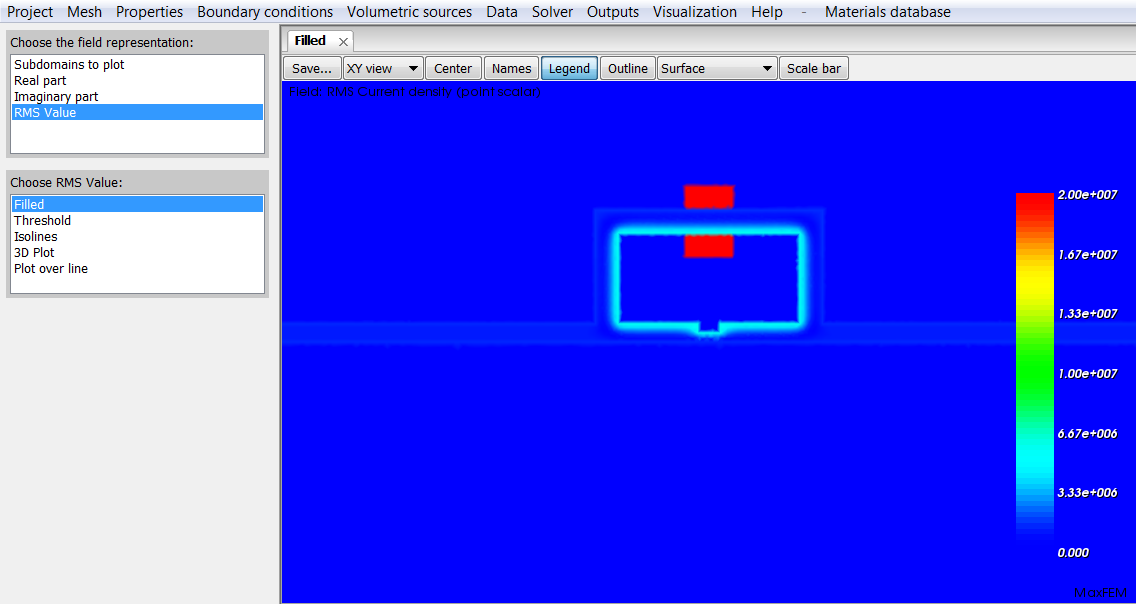 Project Mesh Properties Boundary conditions Volumetric sources Data Solver Outputs Visualization Help - Materials database
Choose the field representation:
Subdomains to plot
Real part
Imaginary part
RMS Value
Choose RMS Value:
Filled
Threshold
Isolines
3D Plot
Plot over line
Filled
Save... XY view Center Names Legend Outline Surface Scale bar
Field: RMS Current density (point scalar)
2.00e+007
1.67e+007
1.33e+007
1.00e+007
6.67e+006
3.33e+006
0.000
MaxFEM